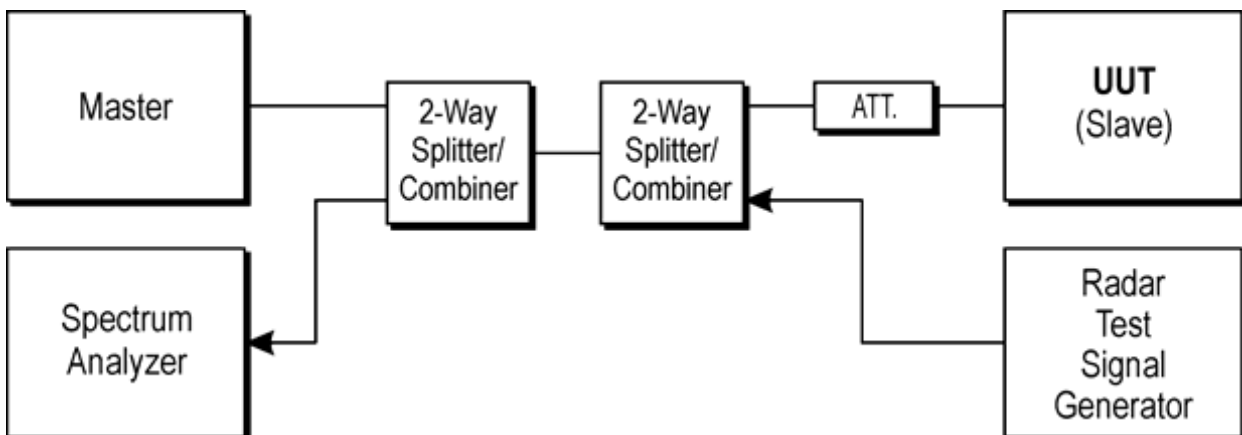 Master
2-Way
Splitter/
Combiner
2-Way
Splitter/
Combiner
ATT.
UUT
(Slave)
Spectrum
Analyzer
Radar
Test
Signal
Generator